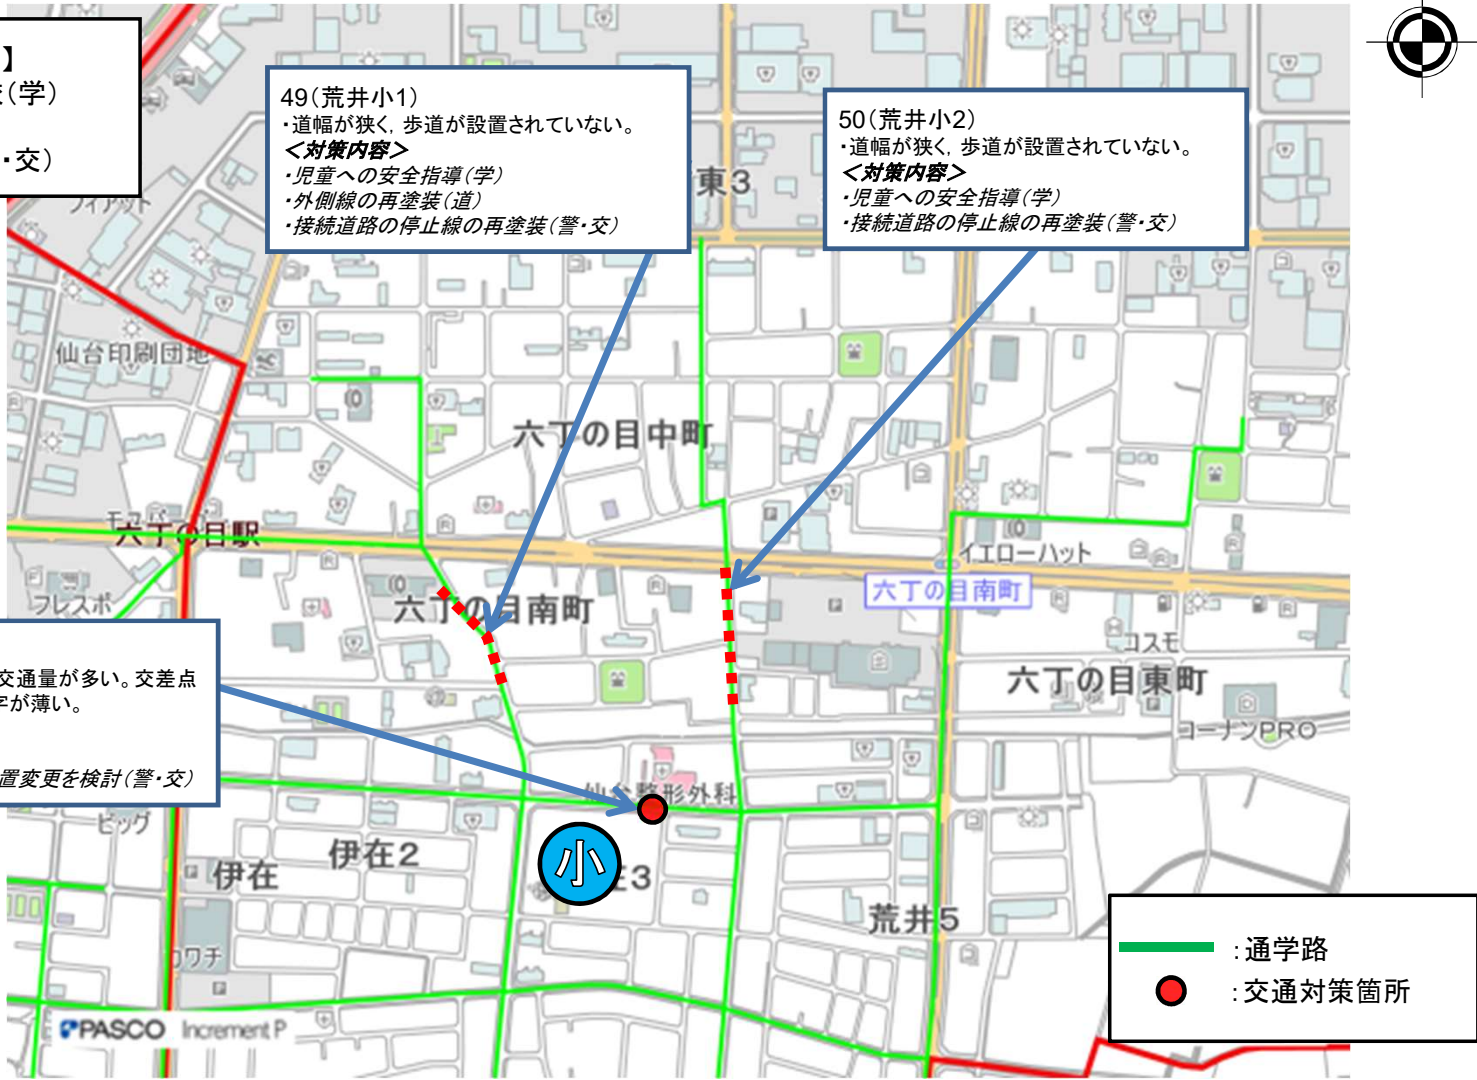 】
(学)
・交)
49(荒井小1)
・道幅が狭く，歩道が設置されていない。
＜対策内容＞
・児童への安全指導(学)
・外側線の再塗装(道)
・接続道路の停止線の再塗装(警・交)
50(荒井小2)
・道幅が狭く，歩道が設置されていない。
＜対策内容＞
・児童への安全指導(学)
・接続道路の停止線の再塗装(警・交)
東3
フィアット
仙台印刷団地
六丁の目中町
六丁の目駅
イエローハット
六丁の目南町
フレスポ
六丁の目南町
コスモ
六丁の目東町
コーナンPRO
交通量が多い。交差点
が薄い。
置変更を検討(警・交)
仙台整形外科
ビッグ
伊在2
伊在
小
3
荒井5
カワチ
:通学路
:交通対策箇所
PASCO Increment P